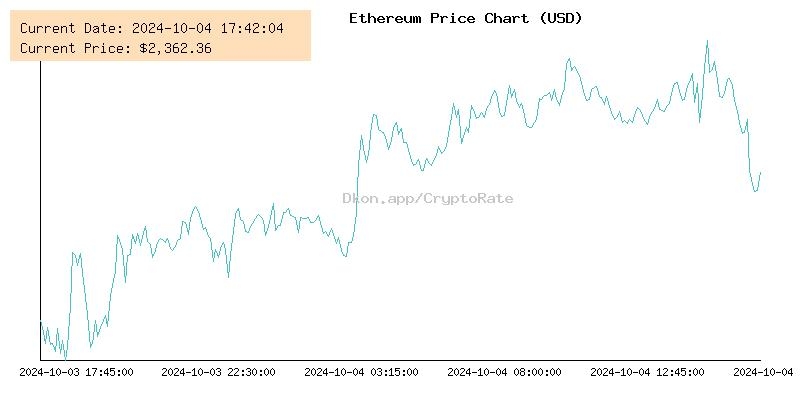 Ethereum Price Chart (USD)
Current Date: 2024-10-04 17:42:04
Current Price: $2,362.36
Dkon.app/CryptoRate
2024-10-03 17:45:00 2024-10-03 22:30:00 2024-10-04 03:15:00 2024-10-04 08:00:00 2024-10-04 12:45:00 2024-10-04